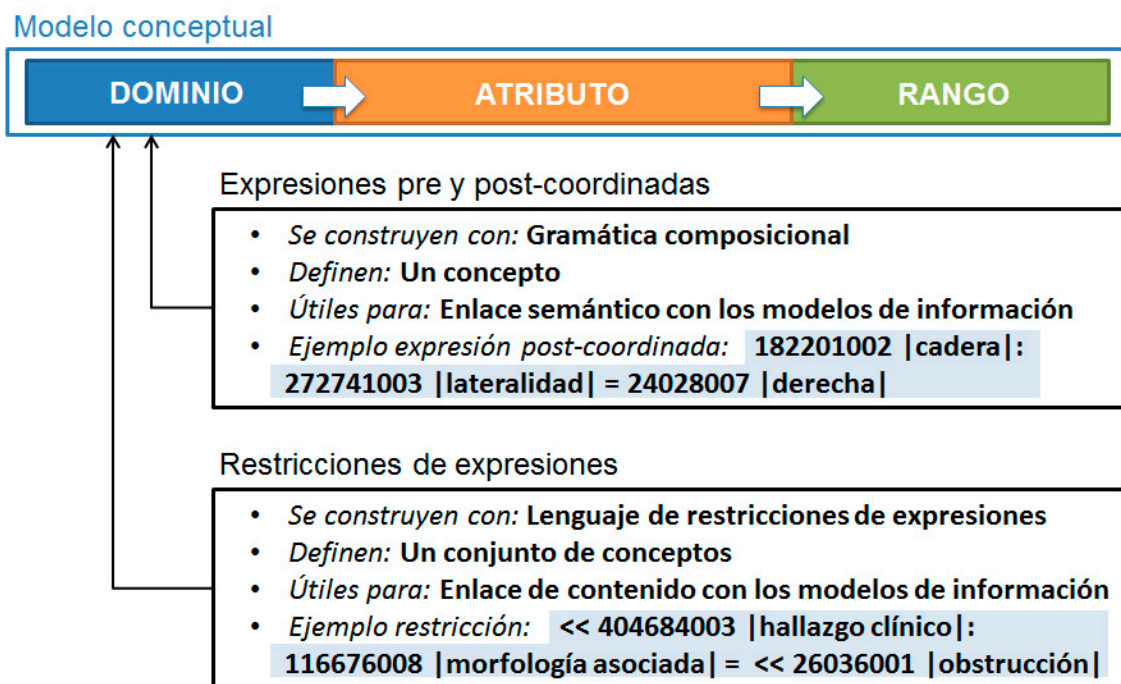 Modelo conceptual
DOMINIO
ATRIBUTO
RANGO
Expresiones pre y post-coordinadas
• Se construyen con: Gramática composicional
• Definen: Un concepto
• Útiles para: Enlace semántico con los modelos de información
• Ejemplo expresión post-coordinada: 182201002 |cadera|:
272741003 |lateralidad| = 24028007 |derecha|
Restricciones de expresiones
• Se construyen con: Lenguaje de restricciones de expresiones
• Definen: Un conjunto de conceptos
• Útiles para: Enlace de contenido con los modelos de información
• Ejemplo restricción: << 404684003 |hallazgo clínico|:
116676008 |morfología asociada| = << 26036001 |obstrucción|